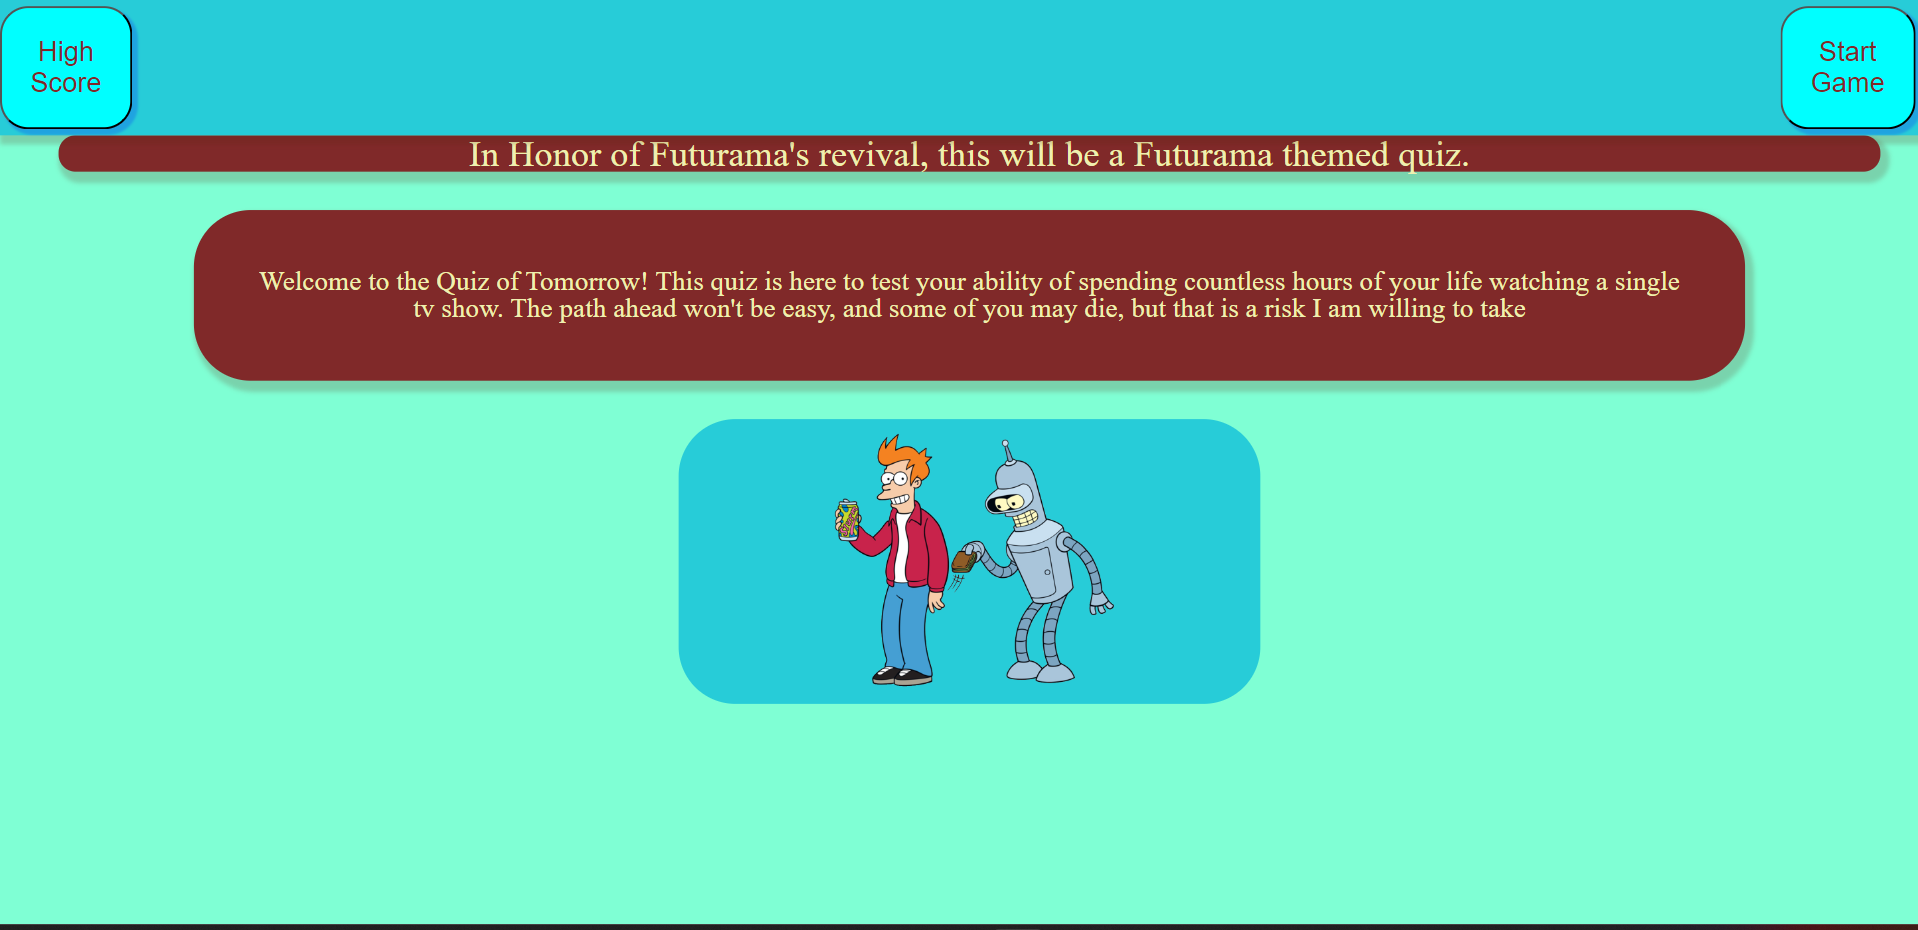 High
Score
Start
Game
In Honor of Futurama's revival, this will be a Futurama themed quiz.
Welcome to the Quiz of Tomorrow! This quiz is here to test your ability of spending countless hours of your life watching a single
tv show. The path ahead won't be easy, and some of you may die, but that is a risk I am willing to take